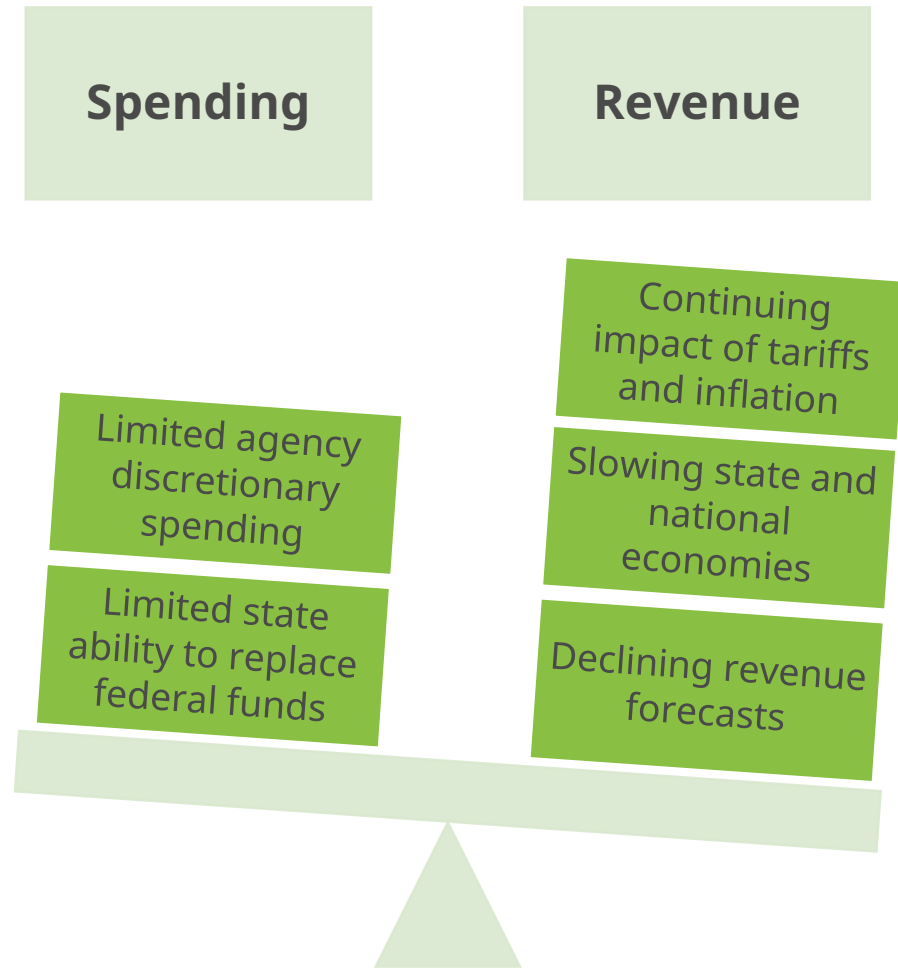 Spending
Revenue
Limited agency
discretionary
spending
Limited state
ability to replace
federal funds
Continuing
impact of tariffs
and inflation
Slowing state and
national
economies
Declining revenue
forecasts